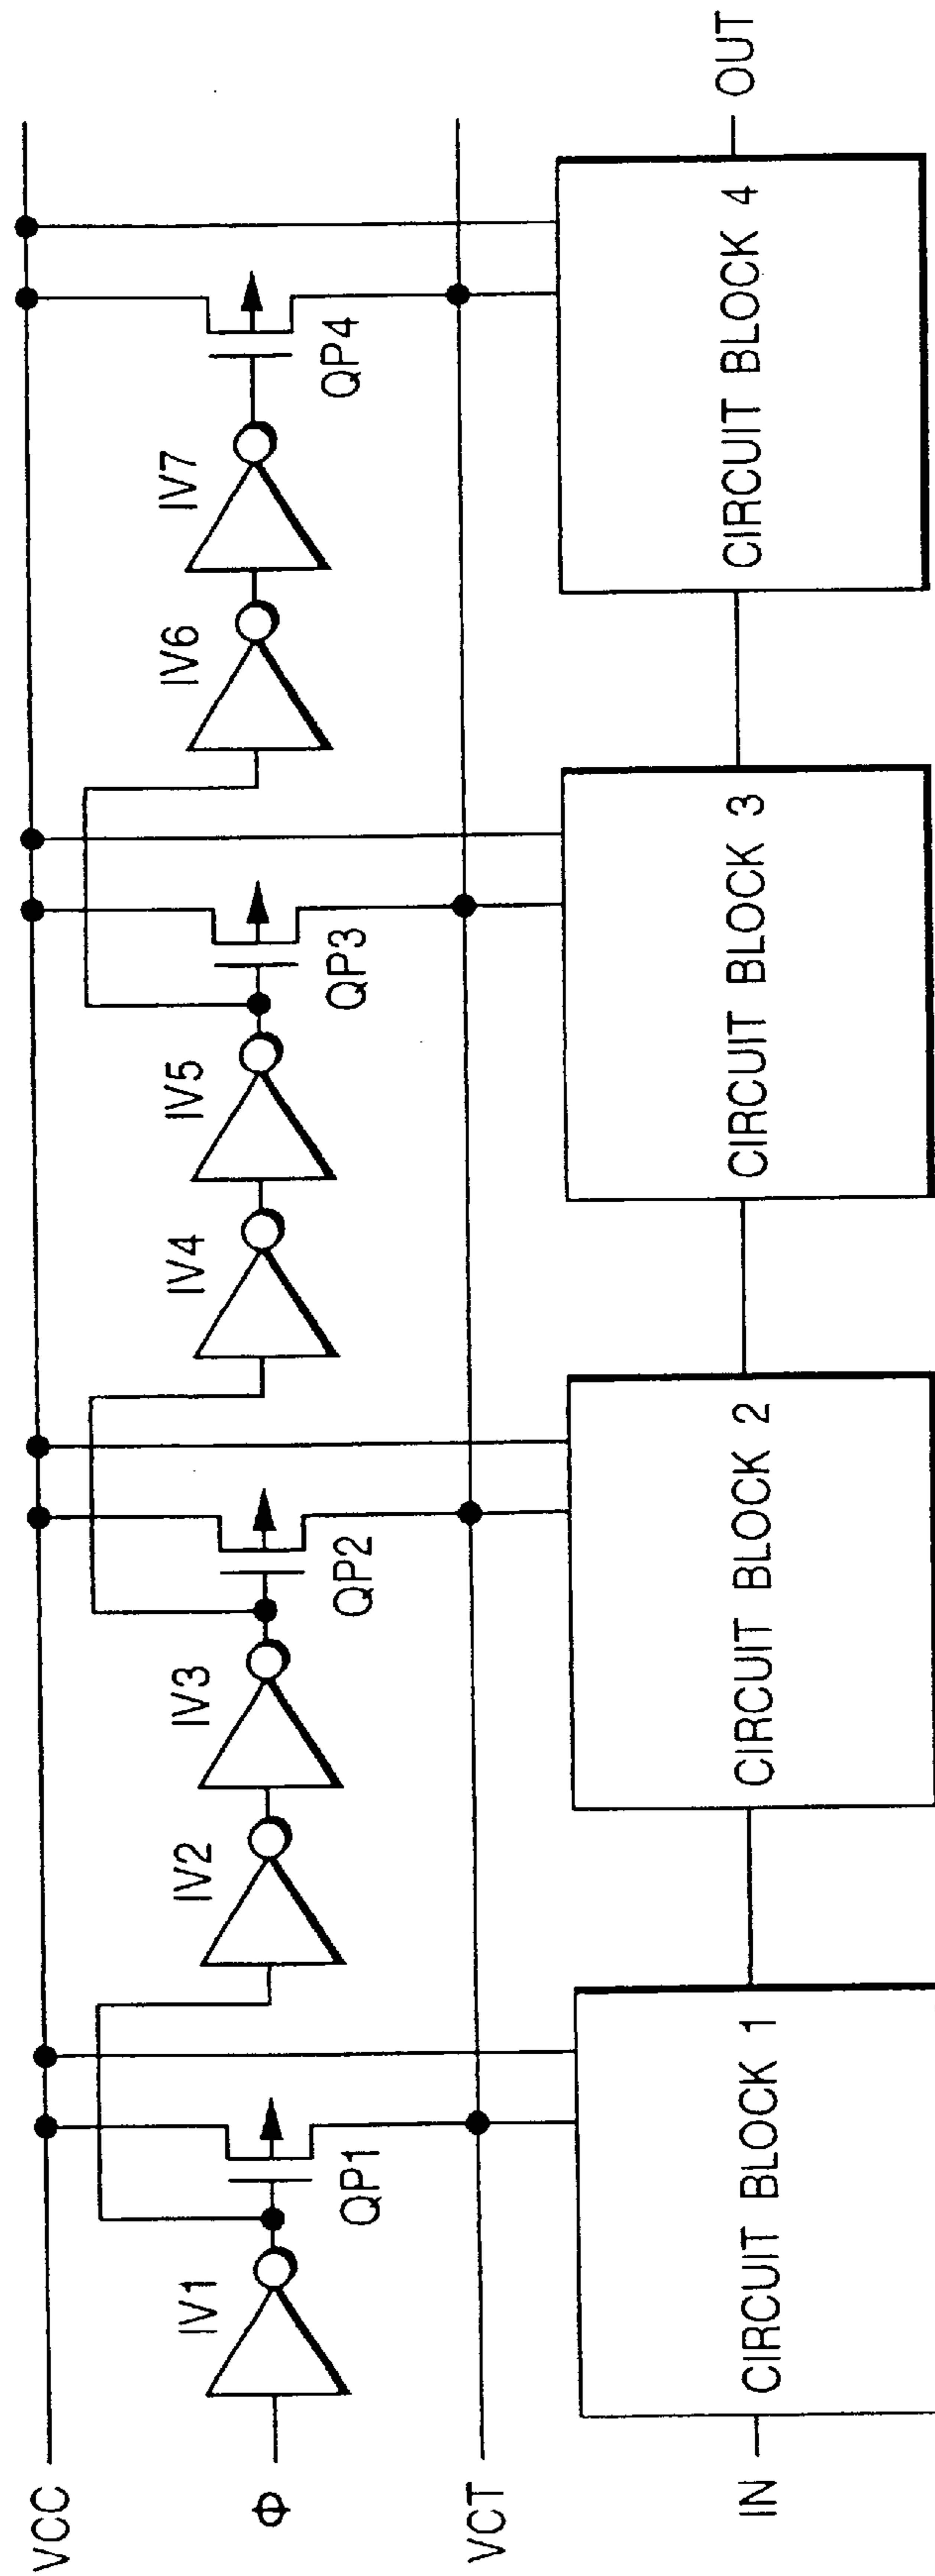 VCC
Φ
VCT
IN
IV1
QP1
IV2
IV3
QP2
IV4
IV5
QP3
IV6
IV7
QP4
CIRCUIT BLOCK 1
CIRCUIT BLOCK 2
CIRCUIT BLOCK 3
CIRCUIT BLOCK 4
OUT